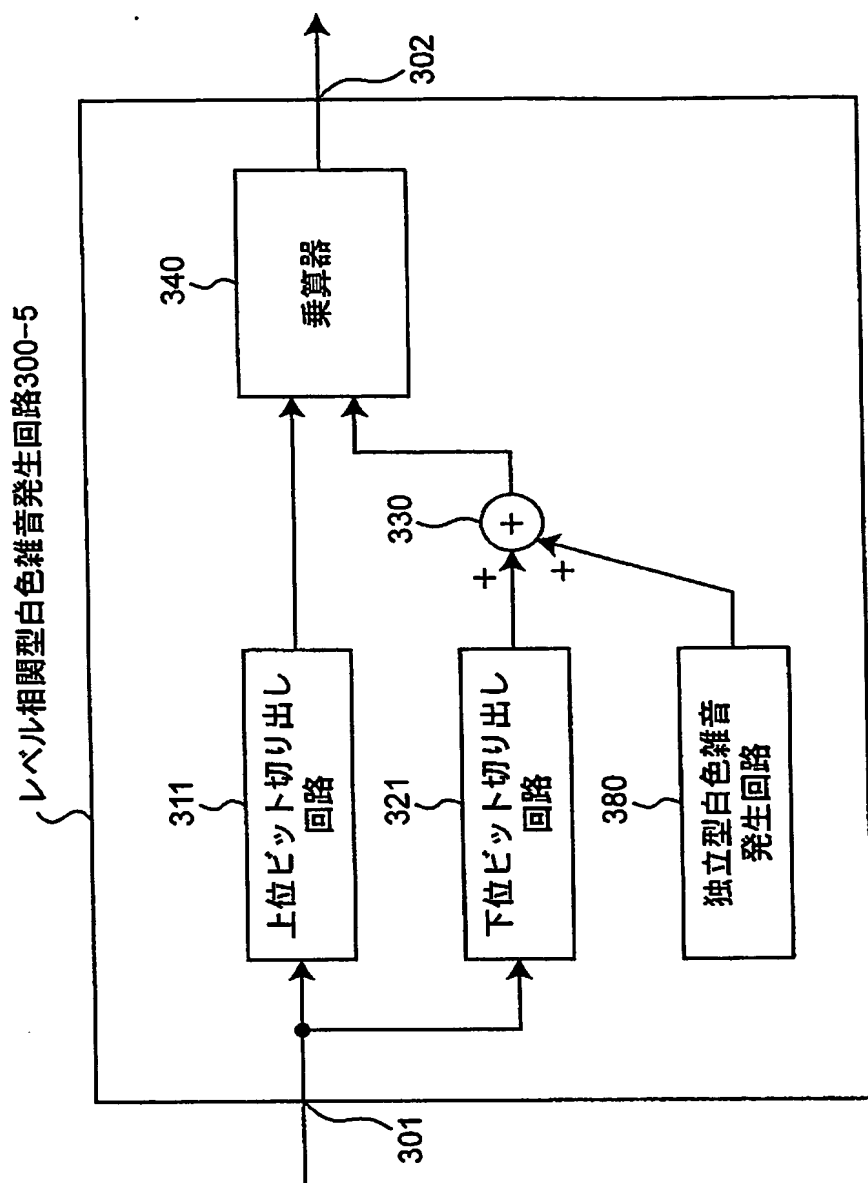 レベル相関型白色雑音発生回路300-5
311
上位ビット切り出し
回路
340
乗算器
302
301
321
下位ビット切り出し
回路
330
+
+
+
380
独立型白色雑音
発生回路